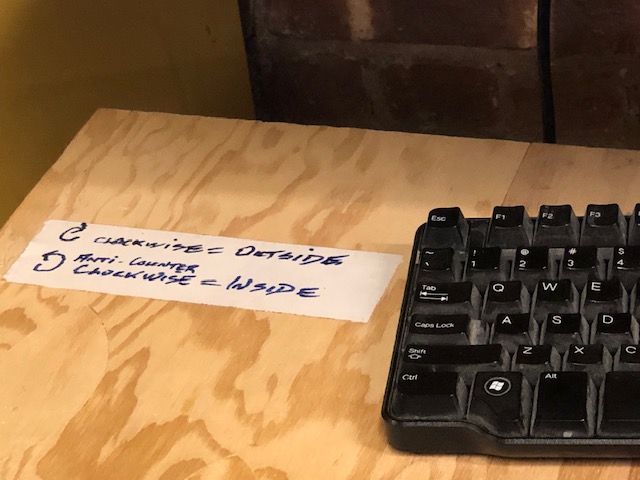 CLOCKWISE = OUTSIDE
ANTI-COUNTER
CLOCKWISE = INSIDE
Esc F1 F2 F3
~ ! @ # $
` 1 2 3 4
Tab Q W E
Caps Lock A S D
Shift Z X C
Ctrl Alt